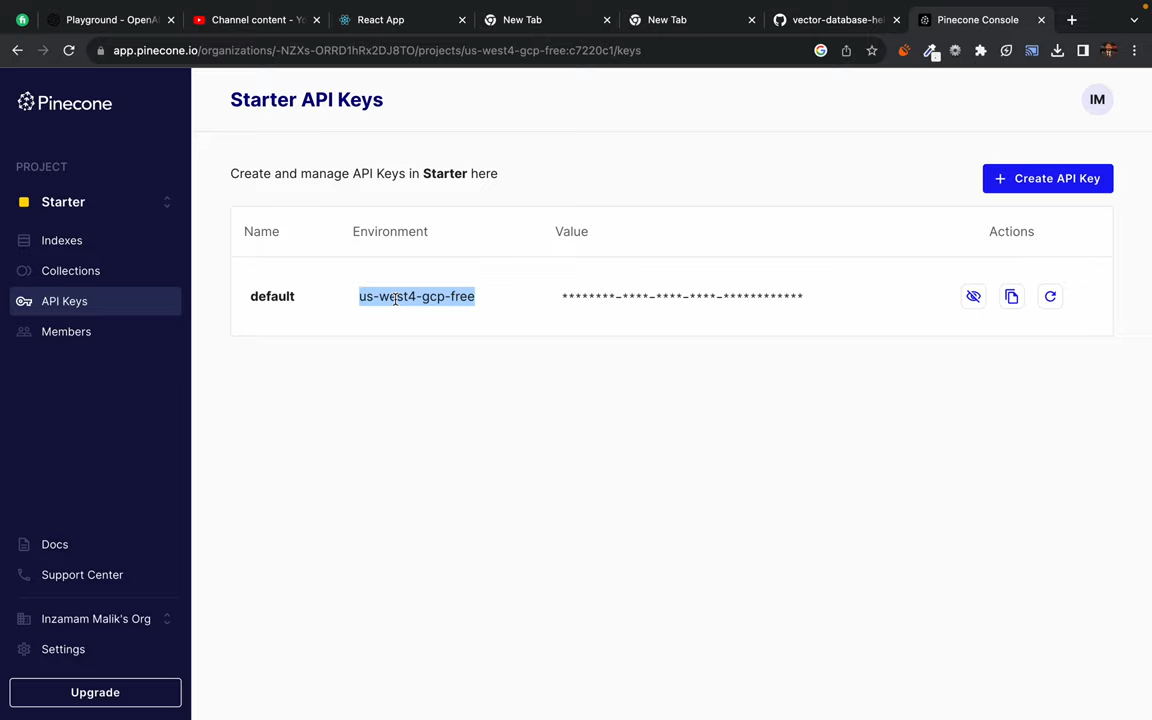 Playground - OpenAI
Channel content - Yo
React App
New Tab
New Tab
vector-database-hel
Pinecone Console
app.pinecone.io/organizations/-NZXs-ORRD1hRx2DJ8TO/projects/us-west4-gcp-free:c7220c1/keys
Pinecone
Starter API Keys
IM
PROJECT
Create and manage API Keys in Starter here
+ Create API Key
Starter
Name Environment Value Actions
Indexes
Collections
API Keys
default us-west4-gcp-free ********-****-****-****-************
Members
Docs
Support Center
Inzamam Malik's Org
Settings
Upgrade